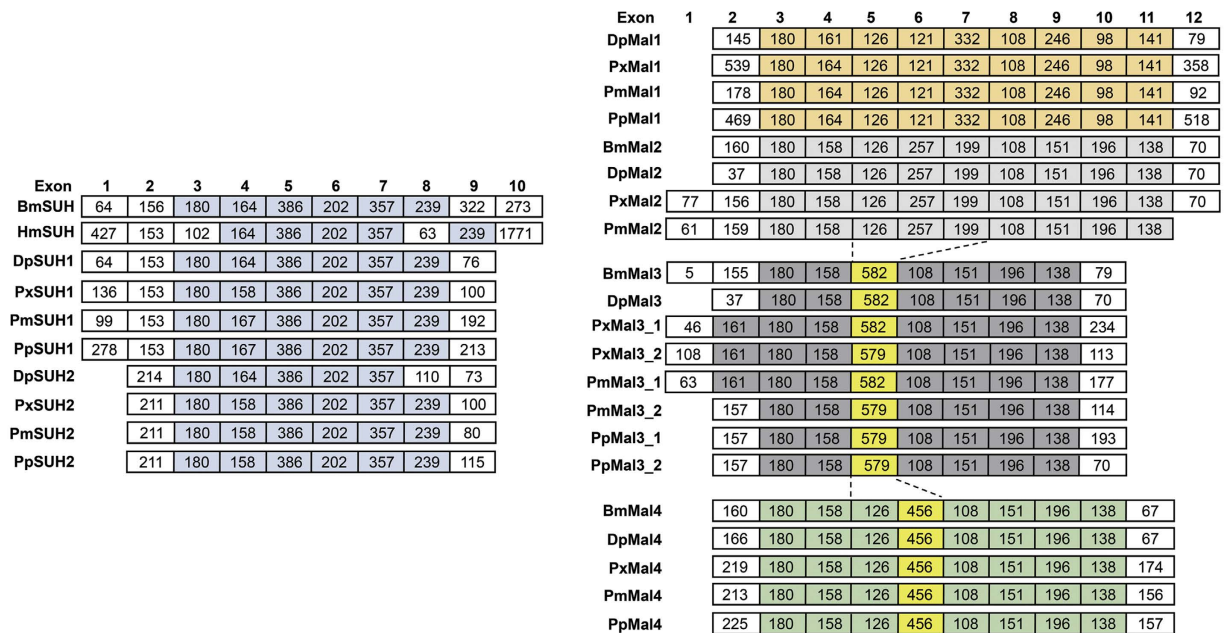 Exon 1 2 3 4 5 6 7 8 9 10
BmSUH 64 156 180 164 386 202 357 239 322 273
HmSUH 427 153 102 164 386 202 357 63 239 1771
DpSUH1 64 153 180 164 386 202 357 239 76
PxSUH1 136 153 180 158 386 202 357 239 100
PmSUH1 99 153 180 167 386 202 357 239 192
PpSUH1 278 153 180 167 386 202 357 239 213
DpSUH2 214 180 164 386 202 357 110 73
PxSUH2 211 180 158 386 202 357 239 100
PmSUH2 211 180 158 386 202 357 239 80
PpSUH2 211 180 158 386 202 357 239 115
Exon 1 2 3 4 5 6 7 8 9 10 11 12
DpMal1 145 180 161 126 121 332 108 246 98 141 79
PxMal1 539 180 164 126 121 332 108 246 98 141 358
PmMal1 178 180 164 126 121 332 108 246 98 141 92
PpMal1 469 180 164 126 121 332 108 246 98 141 518
BmMal2 160 180 158 126 257 199 108 151 196 138 70
DpMal2 37 180 158 126 257 199 108 151 196 138 70
PxMal2 77 156 180 158 126 257 199 108 151 196 138 70
PmMal2 61 159 180 158 126 257 199 108 151 196 138
BmMal3 5 155 180 158 582 108 151 196 138 79
DpMal3 37 180 158 582 108 151 196 138 70
PxMal3_1 46 161 180 158 582 108 151 196 138 234
PxMal3_2 108 161 180 158 579 108 151 196 138 113
PmMal3_1 63 161 180 158 582 108 151 196 138 177
PmMal3_2 157 180 158 579 108 151 196 138 114
PpMal3_1 157 180 158 579 108 151 196 138 193
PpMal3_2 157 180 158 579 108 151 196 138 70
BmMal4 160 180 158 126 456 108 151 196 138 67
DpMal4 166 180 158 126 456 108 151 196 138 67
PxMal4 219 180 158 126 456 108 151 196 138 174
PmMal4 213 180 158 126 456 108 151 196 138 156
PpMal4 225 180 158 126 456 108 151 196 138 157